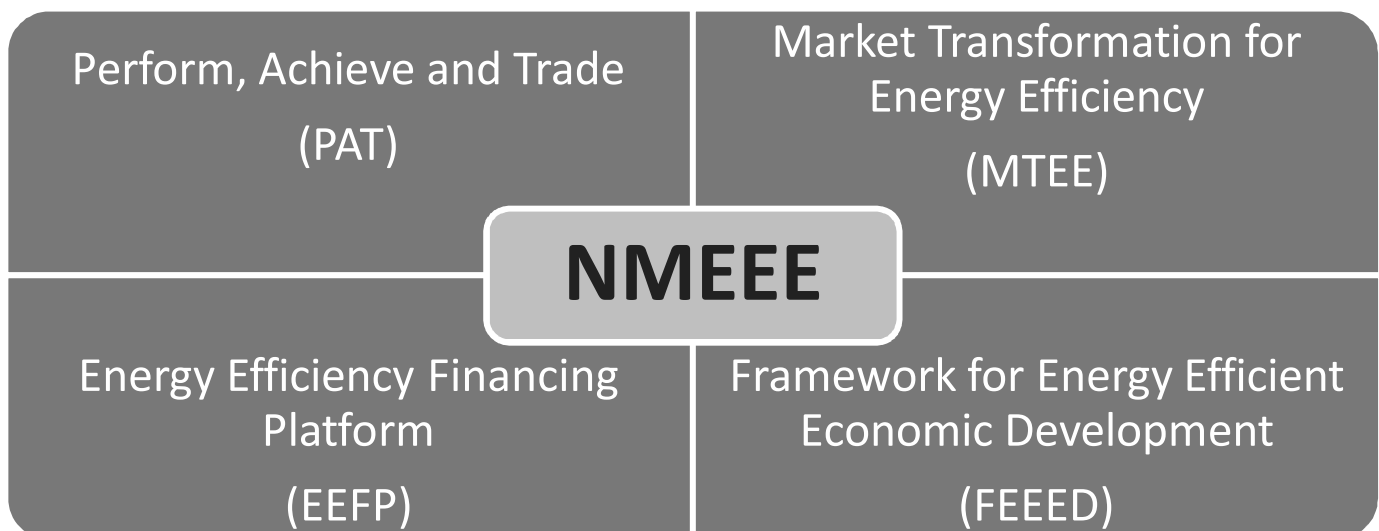 Perform, Achieve and Trade
(PAT)
Market Transformation for
Energy Efficiency
(MTEE)
NMEEE
Energy Efficiency Financing
Platform
(EEFP)
Framework for Energy Efficient
Economic Development
(FEEED)